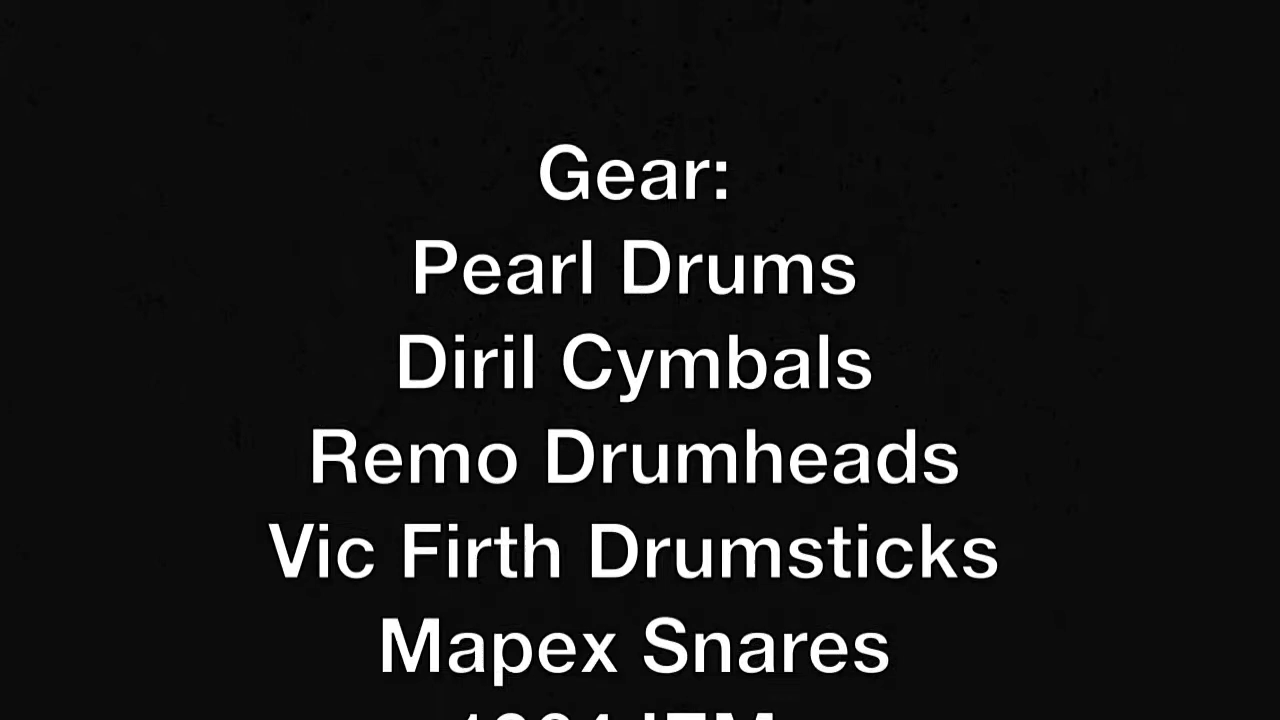 Gear:
Pearl Drums
Diril Cymbals
Remo Drumheads
Vic Firth Drumsticks
Mapex Snares